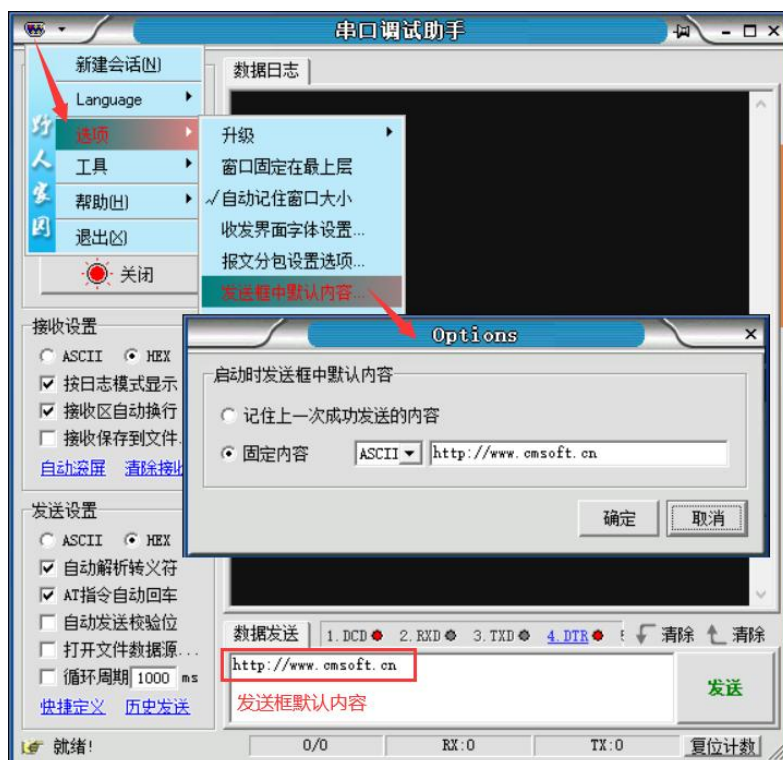 串口调试助手
新建会话(N)
Language
选项
工具
帮助(H)
退出(X)
野人家园
数据日志
升级
窗口固定在最上层
自动记住窗口大小
收发界面字体设置...
报文分包设置选项...
发送框中默认内容...
关闭
接收设置
ASCII HEX
按日志模式显示
接收区自动换行
接收保存到文件...
自动滚屏 清除接收
Options
启动时发送框中默认内容
记住上一次成功发送的内容
固定内容 ASCII http://www.cmsoft.cn
确定 取消
发送设置
ASCII HEX
自动解析转义符
AT指令自动回车
自动发送校验位
打开文件数据源...
循环周期 1000 ms
快捷定义 历史发送
数据发送 1.DCD 2.RXD 3.TXD 4.DTR 清除 清除
http://www.cmsoft.cn
发送框默认内容
发送
就绪! 0/0 RX:0 TX:0 复位计数